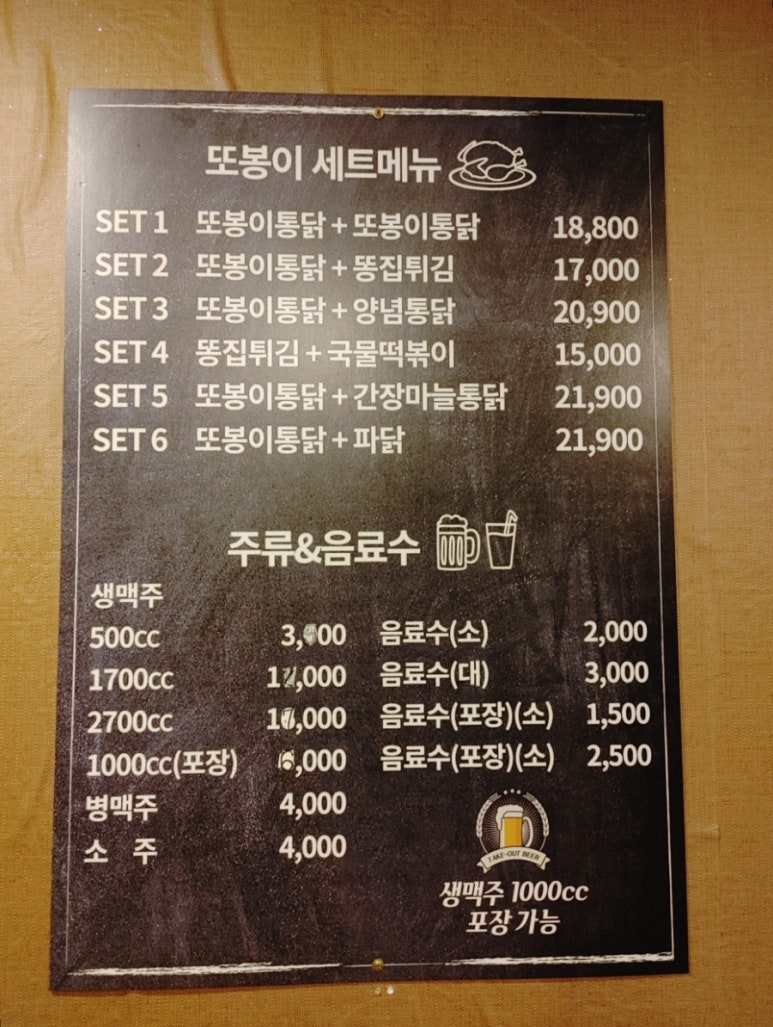 또봉이 세트메뉴
SET 1 또봉이통닭 + 또봉이통닭 18,800
SET 2 또봉이통닭 + 똥집튀김 17,000
SET 3 또봉이통닭 + 양념통닭 20,900
SET 4 똥집튀김 + 국물떡볶이 15,000
SET 5 또봉이통닭 + 간장마늘통닭 21,900
SET 6 또봉이통닭 + 파닭 21,900
주류&음료수
생맥주
500cc
1700cc
2700cc
1000cc(포장)
병맥주 4,000
소 주 4,000
음료수(소) 2,000
음료수(대) 3,000
음료수(포장)(소) 1,500
음료수(포장)(소) 2,500
TAKE-OUT BEER
생맥주 1000cc
포장 가능